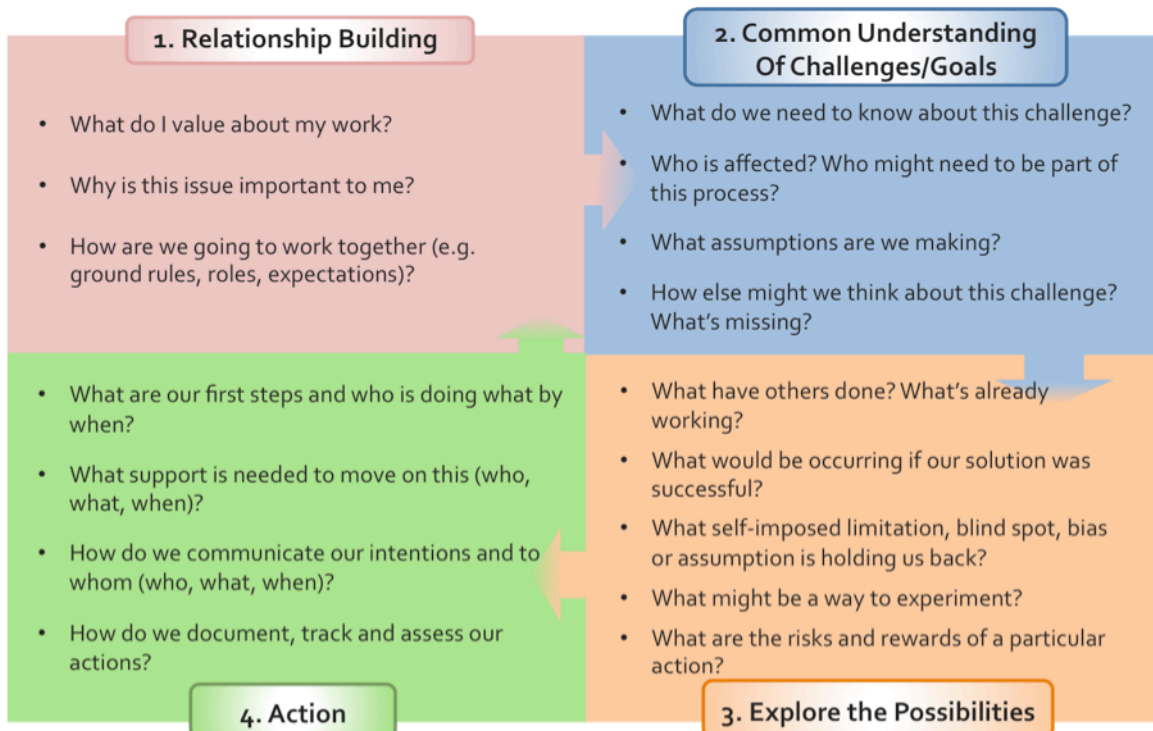 1. Relationship Building
• What do I value about my work?
• Why is this issue important to me?
• How are we going to work together (e.g.
ground rules, roles, expectations)?
2. Common Understanding
Of Challenges/Goals
• What do we need to know about this challenge?
• Who is affected? Who might need to be part of
this process?
• What assumptions are we making?
• How else might we think about this challenge?
What's missing?
• What have others done? What's already
working?
• What would be occurring if our solution was
successful?
• What self-imposed limitation, blind spot, bias
or assumption is holding us back?
• What might be a way to experiment?
• What are the risks and rewards of a particular
action?
3. Explore the Possibilities
• What are our first steps and who is doing what by
when?
• What support is needed to move on this (who,
what, when)?
• How do we communicate our intentions and to
whom (who, what, when)?
• How do we document, track and assess our
actions?
4. Action